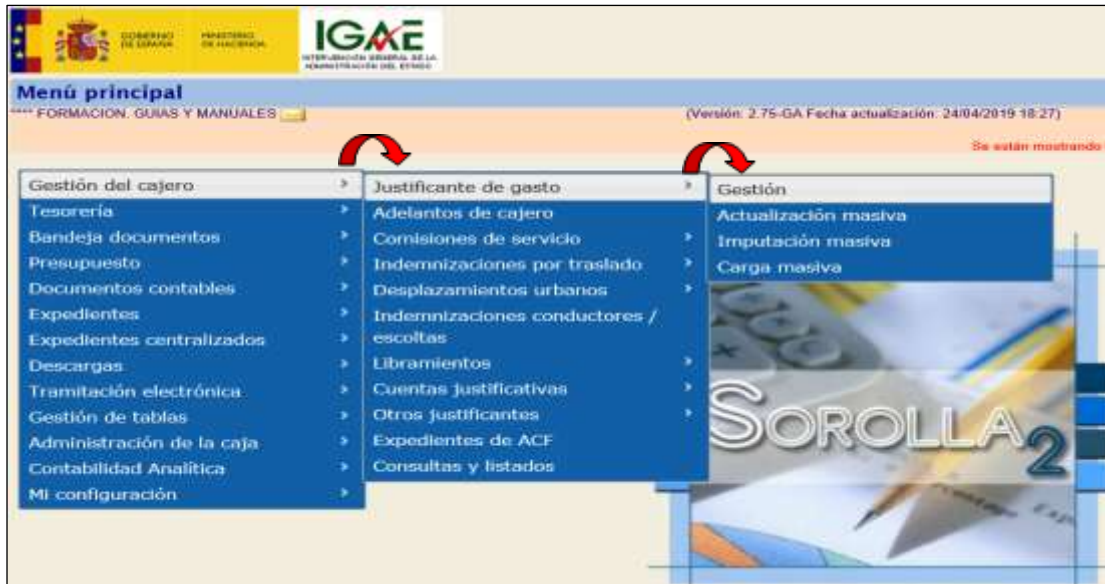 GOBIERNO
DE ESPAÑA
MINISTERIO
DE HACIENDA
IGAE
INTERVENCIÓN GENERAL DE LA
ADMINISTRACIÓN DEL ESTADO
Menú principal
**** FORMACION. GUIAS Y MANUALES
(Versión: 2.75-GA Fecha actualización: 24/04/2019 18:27)
Se están mostrando
Gestión del cajero
Tesorería
Bandeja documentos
Presupuesto
Documentos contables
Expedientes
Expedientes centralizados
Descargas
Tramitación electrónica
Gestión de tablas
Administración de la caja
Contabilidad Analítica
Mi configuración
Justificante de gasto
Adelantos de cajero
Comisiones de servicio
Indemnizaciones por traslado
Desplazamientos urbanos
Indemnizaciones conductores /
escoltas
Libramientos
Cuentas justificativas
Otros justificantes
Expedientes de ACF
Consultas y listados
Gestión
Actualización masiva
Imputación masiva
Carga masiva
SOROLLA2